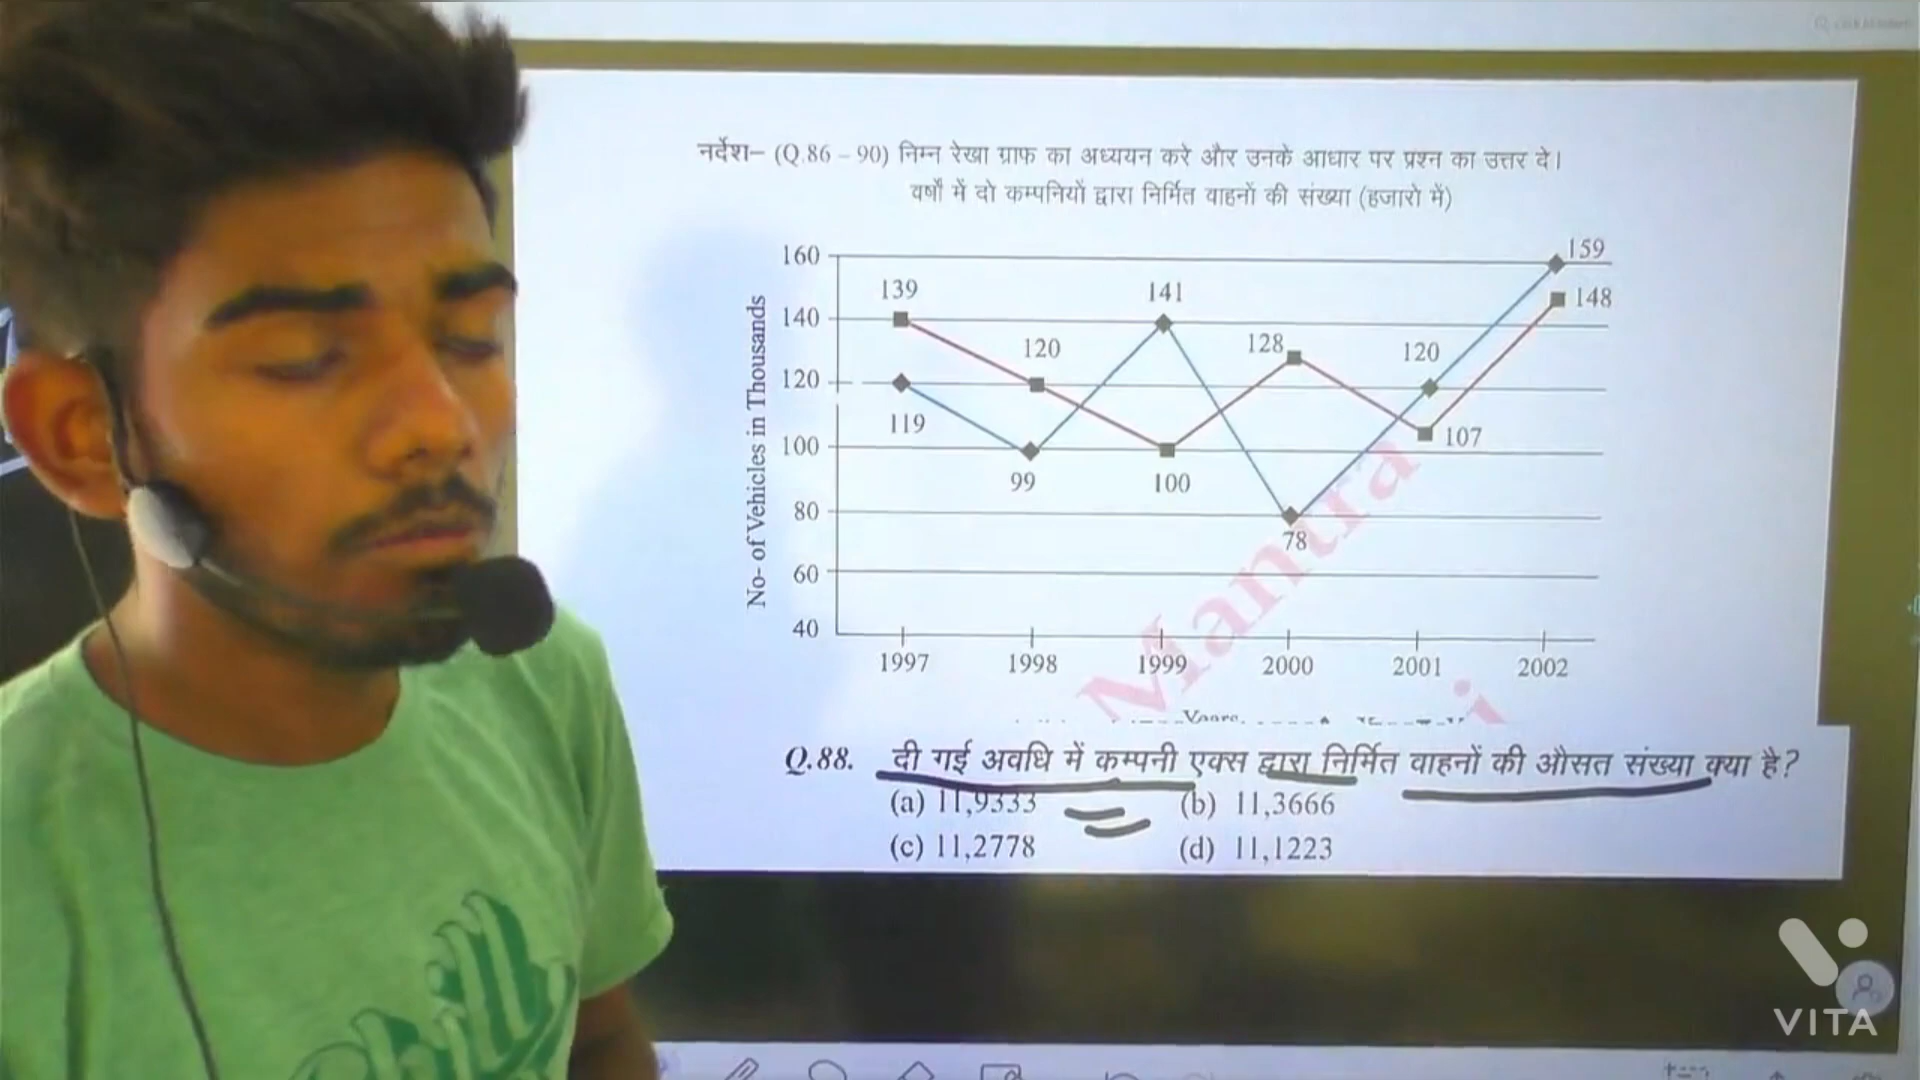 नर्देश– (Q.86 – 90) निम्न रेखा ग्राफ का अध्ययन करे और उनके आधार पर प्रश्न का उत्तर दे।
वर्षों में दो कम्पनियों द्वारा निर्मित वाहनों की संख्या (हजारो में)
No- of Vehicles in Thousands
160
140
120
100
80
60
40
139
119
120
99
141
100
128
78
120
107
159
148
1997 1998 1999 2000 2001 2002
Mantra
Q.88. दी गई अवधि में कम्पनी एक्स द्वारा निर्मित वाहनों की औसत संख्या क्या है?
(a) 11,9333 (b) 11,3666
(c) 11,2778 (d) 11,1223
VITA